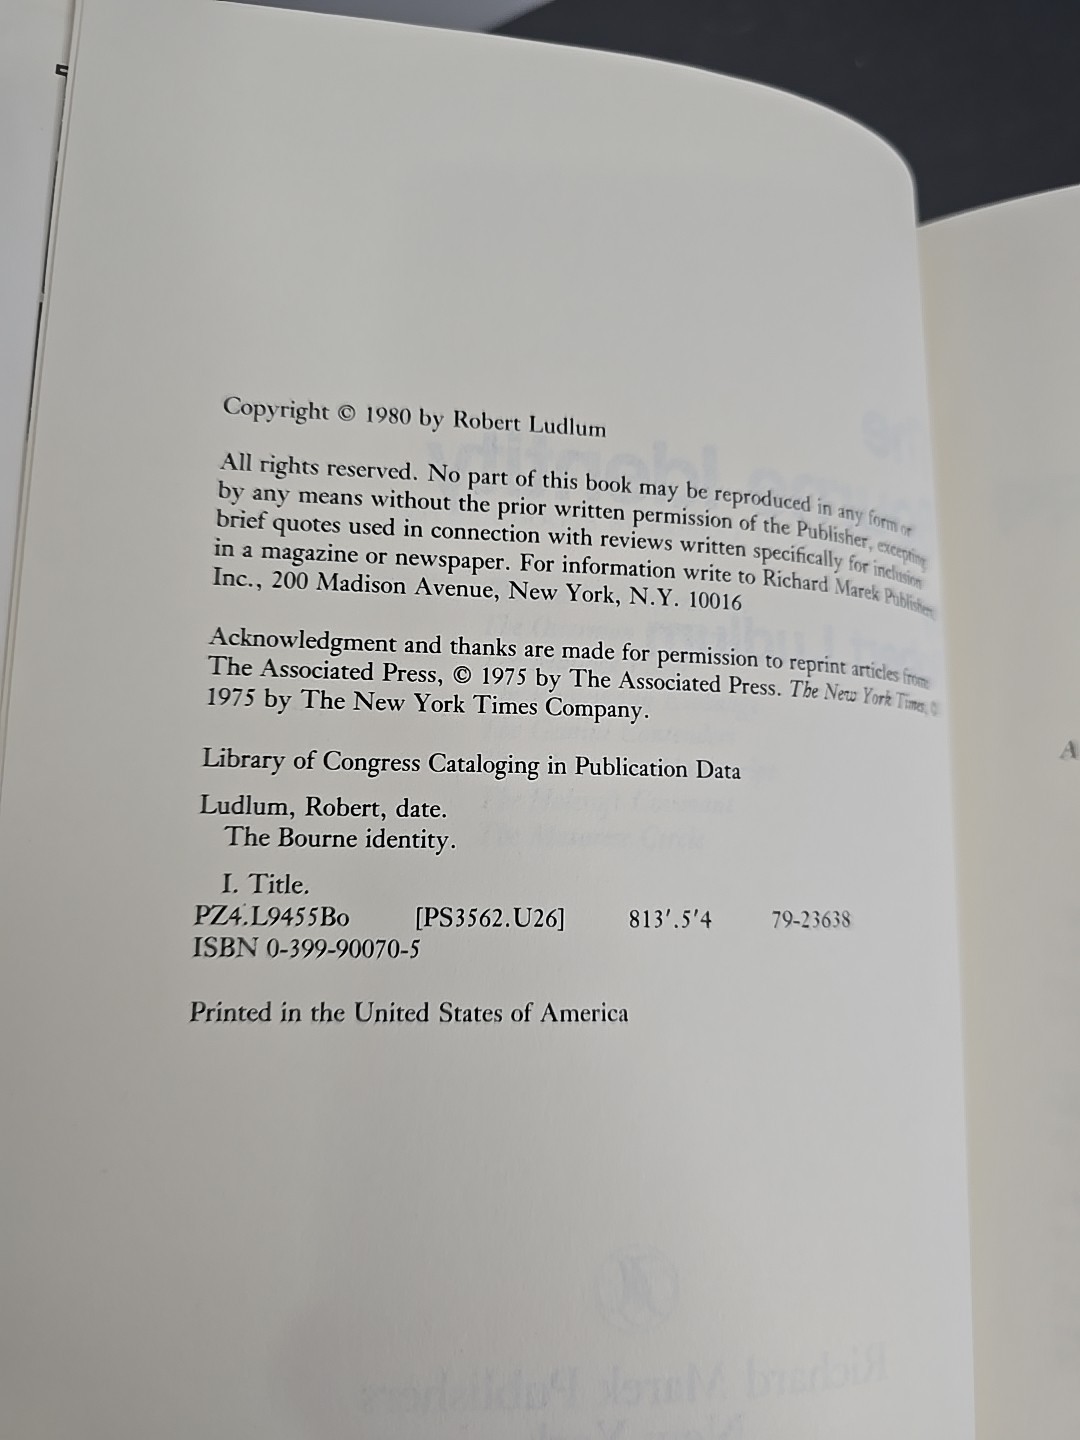 Copyright © 1980 by Robert Ludlum
All rights reserved. No part of this book may be reproduced in any form or
by any means without the prior written permission of the Publisher, excepting
brief quotes used in connection with reviews written specifically for inclusion
in a magazine or newspaper. For information write to Richard Marek Publishers,
Inc., 200 Madison Avenue, New York, N.Y. 10016
Acknowledgment and thanks are made for permission to reprint articles from:
The Associated Press, © 1975 by The Associated Press. The New York Times, ©
1975 by The New York Times Company.
Library of Congress Cataloging in Publication Data
Ludlum, Robert, date.
The Bourne identity.
I. Title.
PZ4.L9455Bo [PS3562.U26] 813'.5'4 79-23638
ISBN 0-399-90070-5
Printed in the United States of America
A